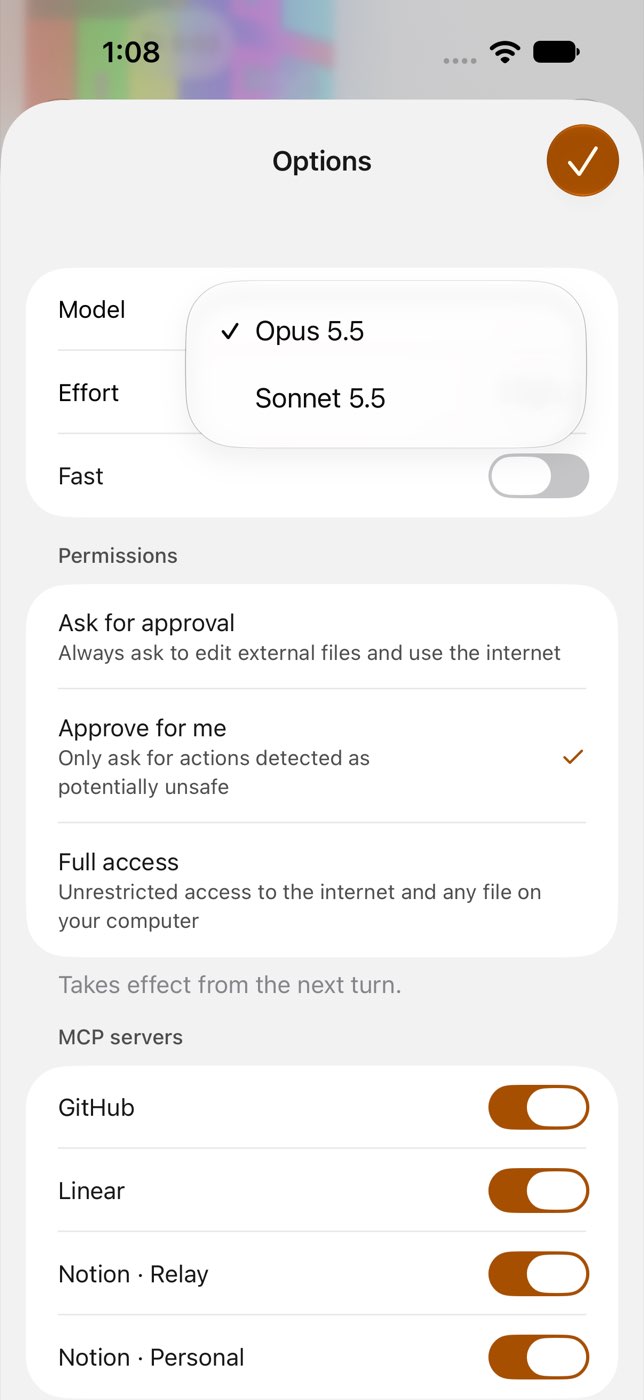 1:08
Options
Model
Opus 5.5
Effort
Sonnet 5.5
Fast
Permissions
Ask for approval
Always ask to edit external files and use the internet
Approve for me
Only ask for actions detected as
potentially unsafe
Full access
Unrestricted access to the internet and any file on
your computer
Takes effect from the next turn.
MCP servers
GitHub
Linear
Notion · Relay
Notion · Personal